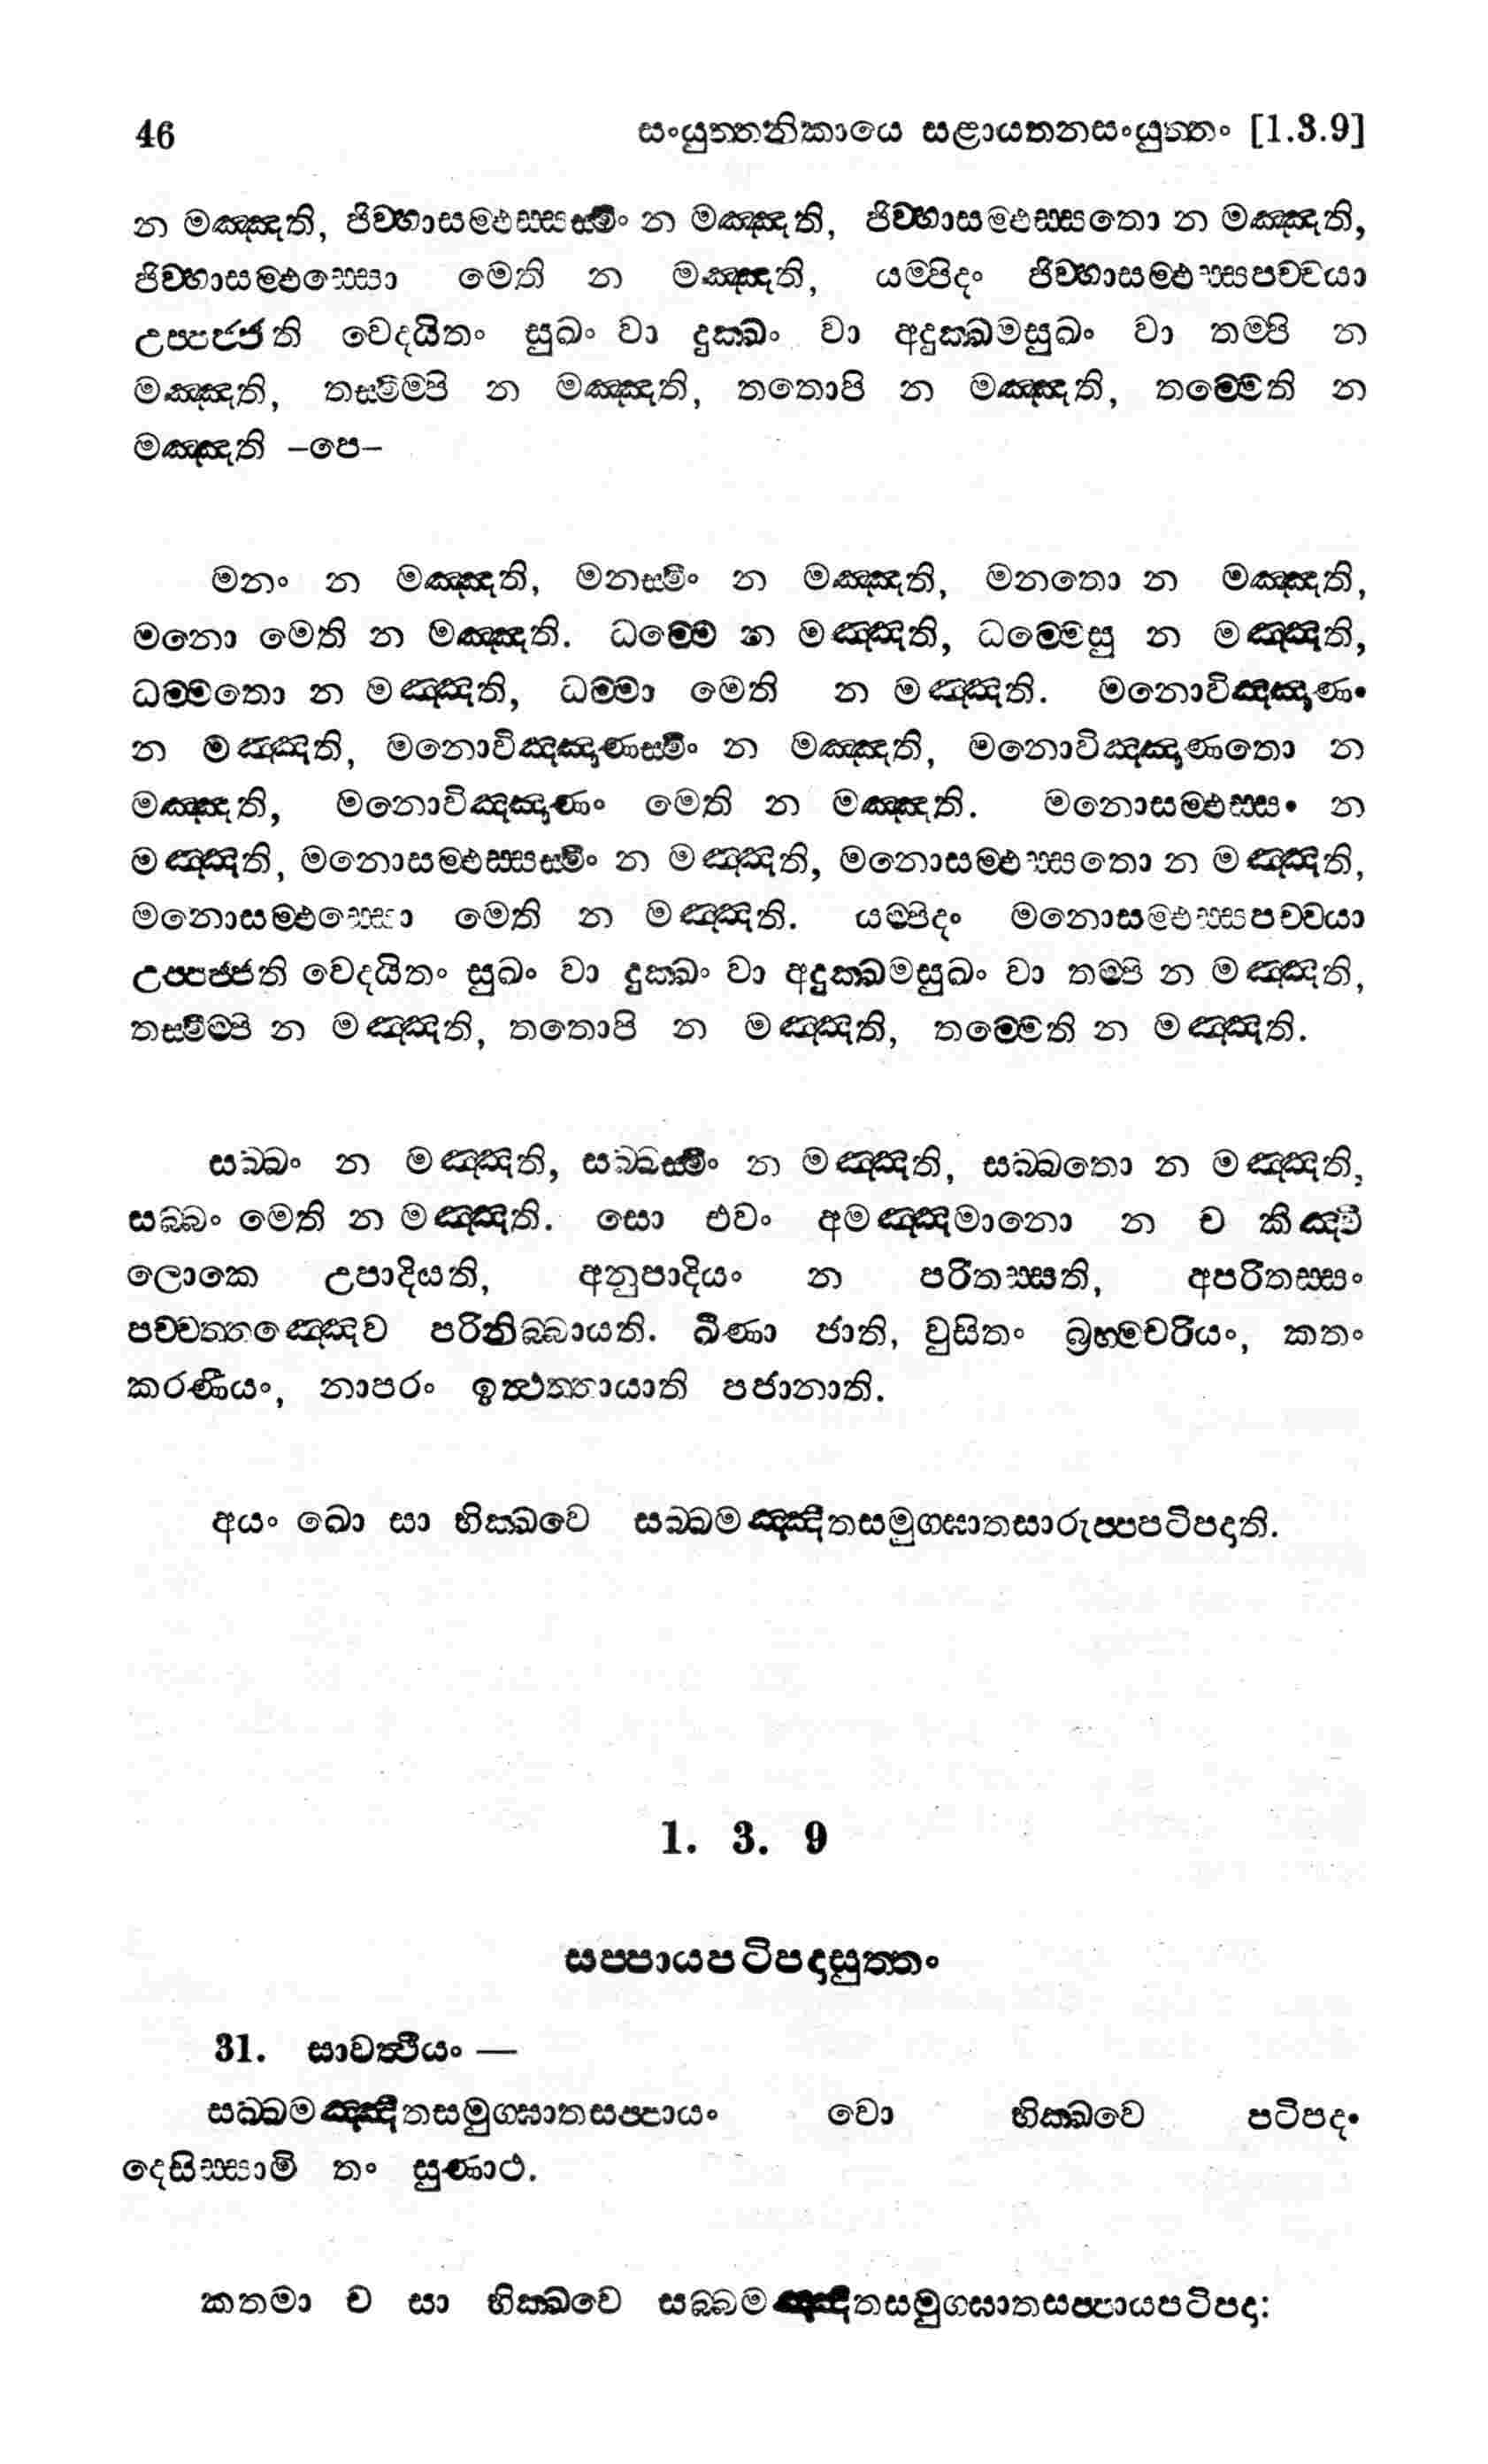 46 සංයුත්තනිකායෙ සළායතනසංයුත්තං [1.3.9]
න මඤ්ඤති, ජිව්හාසම්ඵස්සස්මිං න මඤ්ඤති, ජිව්හාසම්ඵස්සතො න මඤ්ඤති,
ජිව්හාසම්ඵස්සො මෙති න මඤ්ඤති, යම්පිදං ජිව්හාසම්ඵස්සපච්චයා
උප්පජ්ජති වෙදයිතං සුඛං වා දුක්ඛං වා අදුක්ඛමසුඛං වා තම්පි න
මඤ්ඤති, තස්මිම්පි න මඤ්ඤති, තතොපි න මඤ්ඤති, තම්මෙති න
මඤ්ඤති –පෙ–
මනං න මඤ්ඤති, මනස්මිං න මඤ්ඤති, මනතො න මඤ්ඤති,
මනො මෙති න මඤ්ඤති. ධම්මෙ න මඤ්ඤති, ධම්මෙසු න මඤ්ඤති,
ධම්මතො න මඤ්ඤති, ධම්මා මෙති න මඤ්ඤති. මනොවිඤ්ඤාණං
න මඤ්ඤති, මනොවිඤ්ඤාණස්මිං න මඤ්ඤති, මනොවිඤ්ඤාණතො න
මඤ්ඤති, මනොවිඤ්ඤාණං මෙති න මඤ්ඤති. මනොසම්ඵස්සං න
මඤ්ඤති, මනොසම්ඵස්සස්මිං න මඤ්ඤති, මනොසම්ඵස්සතො න මඤ්ඤති,
මනොසම්ඵස්සො මෙති න මඤ්ඤති. යම්පිදං මනොසම්ඵස්සපච්චයා
උප්පජ්ජති වෙදයිතං සුඛං වා දුක්ඛං වා අදුක්ඛමසුඛං වා තම්පි න මඤ්ඤති,
තස්මිම්පි න මඤ්ඤති, තතොපි න මඤ්ඤති, තම්මෙති න මඤ්ඤති.
සබ්බං න මඤ්ඤති, සබ්බස්මිං න මඤ්ඤති, සබ්බතො න මඤ්ඤති,
සබ්බං මෙති න මඤ්ඤති. සො එවං අමඤ්ඤමානො න ච කිඤ්චි
ලොකෙ උපාදියති, අනුපාදියං න පරිතස්සති, අපරිතස්සං
පච්චත්තඤ්ඤෙව පරිනිබ්බායති. ඛීණා ජාති, වුසිතං බ්‍රහ්මචරියං, කතං
කරණීයං, නාපරං ඉත්ථත්තායාති පජානාති.
අයං ඛො සා භික්ඛවෙ සබ්බමඤ්ඤිතසමුග්ඝාතසාරුප්පපටිපදාති.
1. 3. 9
සප්පායපටිපදාසුත්තං
31. සාවත්ථියං —
සබ්බමඤ්ඤිතසමුග්ඝාතසප්පායං වො භික්ඛවෙ පටිපදං
දෙසිස්සාමි තං සුණාථ.
කතමා ච සා භික්ඛවෙ සබ්බමඤ්ඤිතසමුග්ඝාතසප්පායපටිපදා: